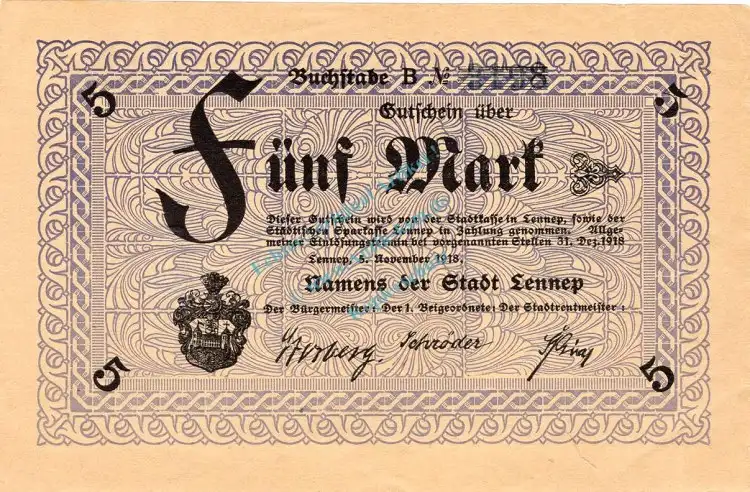 Buchstabe B №
5
5
Gutschein über
Fünf Mark
Dieser Gutschein wird von der Stadtkasse in Lennep, sowie der
Städtischen Sparkasse Lennep in Zahlung genommen. Allge-
meiner Einlösungstermin bei vorgenannten Stellen 31. Dez. 1918
Lennep, 5. November 1918.
Namens der Stadt Lennep
Der Bürgermeister: Der 1. Beigeordnete: Der Stadtrentmeister:
Schröder
5
5